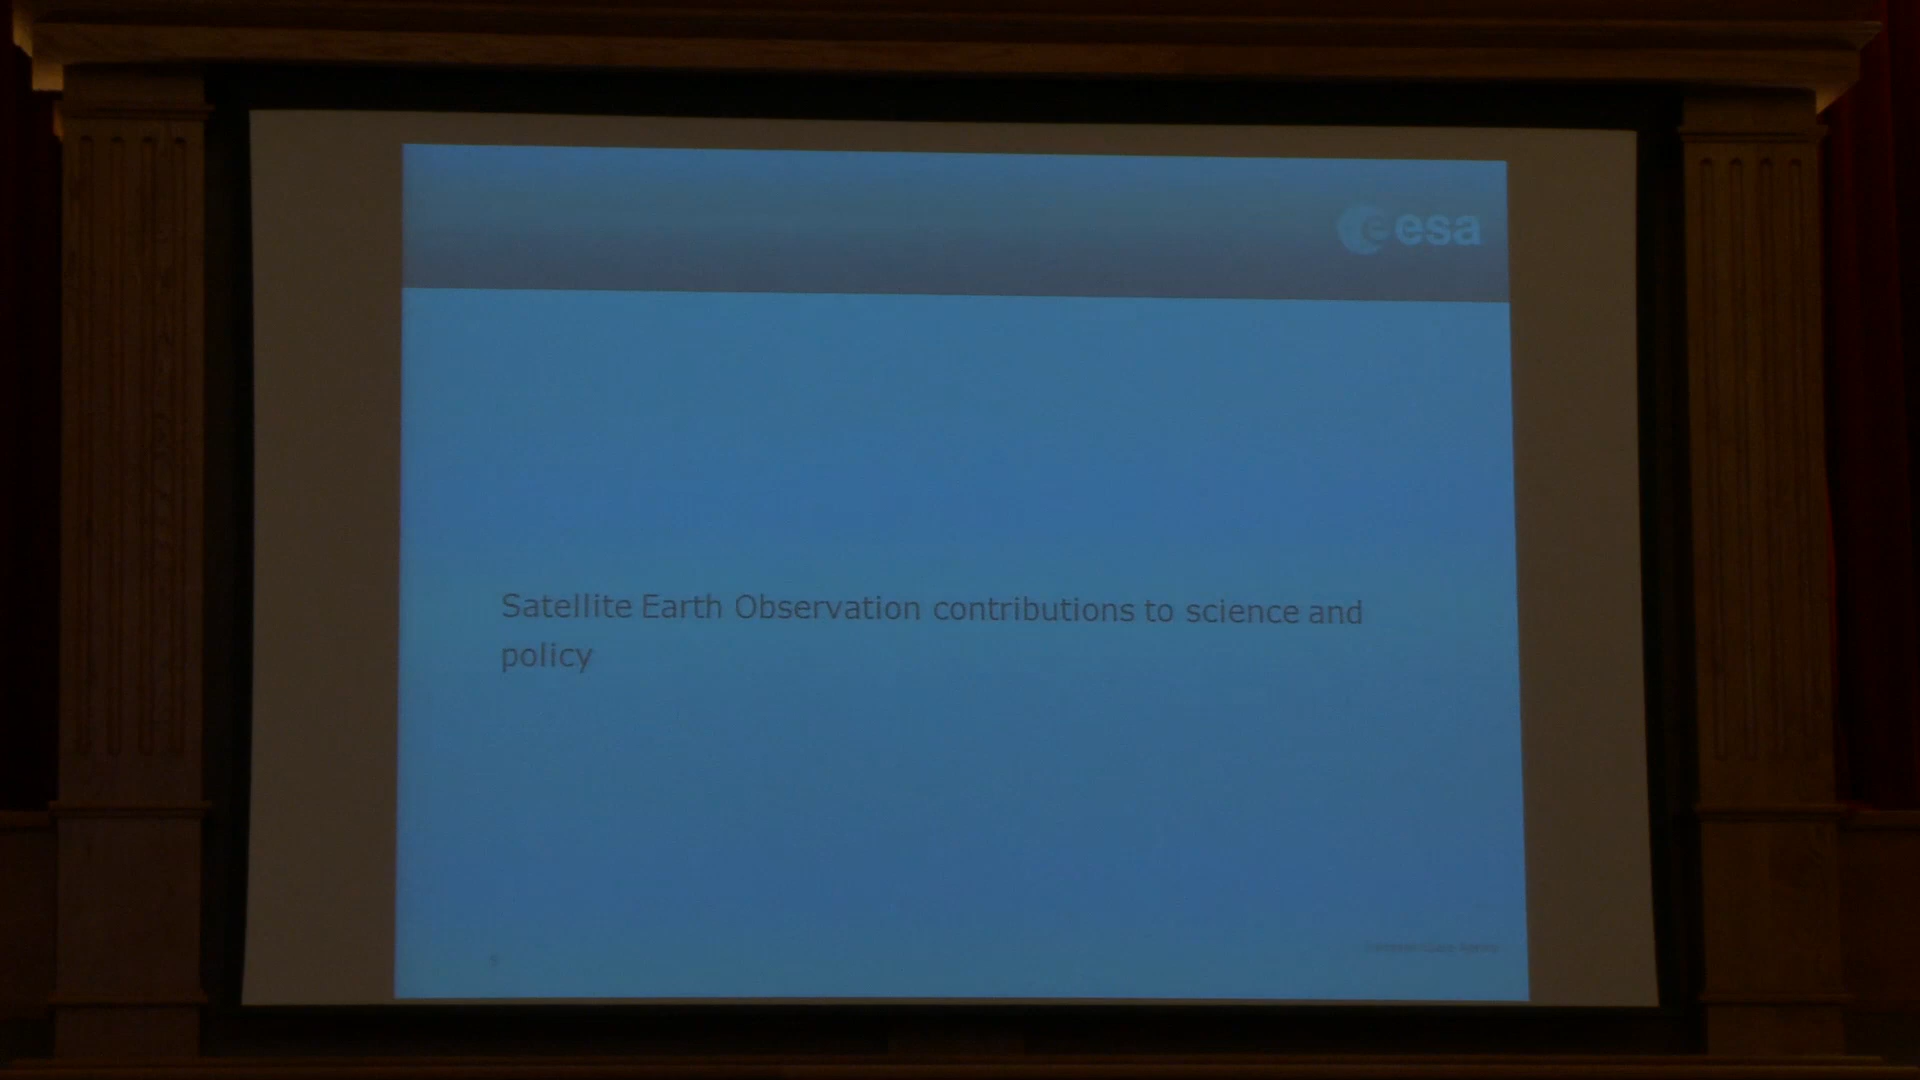 esa
Satellite Earth Observation contributions to science and
policy